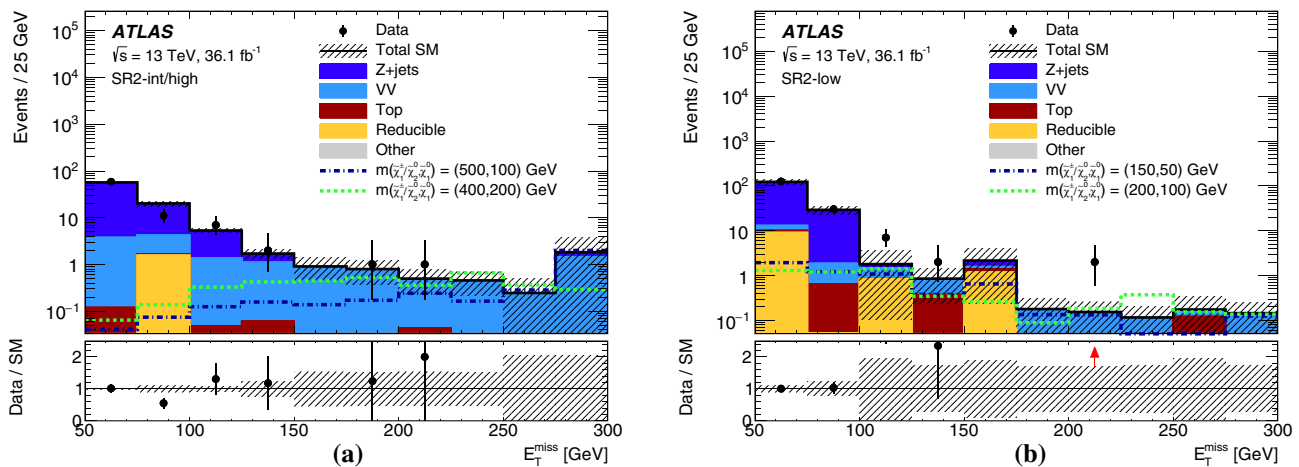 Events / 25 GeV
10⁵
10⁴
10³
10²
10
1
10⁻¹
ATLAS
√s = 13 TeV, 36.1 fb⁻¹
SR2-int/high
Data
Total SM
Z+jets
VV
Top
Reducible
Other
m(χ̃₁±/χ̃₂⁰,χ̃₁⁰) = (500,100) GeV
m(χ̃₁±/χ̃₂⁰,χ̃₁⁰) = (400,200) GeV
Data / SM
2
1
0
50 100 150 200 250 300
E_T^miss [GeV]
(a)
Events / 25 GeV
10⁵
10⁴
10³
10²
10
1
10⁻¹
ATLAS
√s = 13 TeV, 36.1 fb⁻¹
SR2-low
Data
Total SM
Z+jets
VV
Top
Reducible
Other
m(χ̃₁±/χ̃₂⁰,χ̃₁⁰) = (150,50) GeV
m(χ̃₁±/χ̃₂⁰,χ̃₁⁰) = (200,100) GeV
Data / SM
2
1
0
50 100 150 200 250 300
E_T^miss [GeV]
(b)